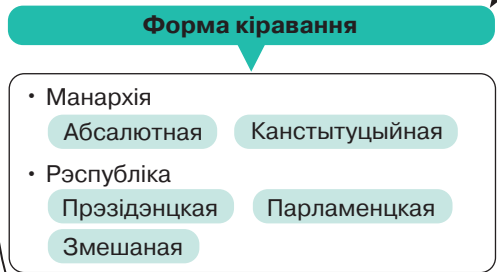 Форма кіравання
• Манархія
Абсалютная Канстытуцыйная
• Рэспубліка
Прэзідэнцкая Парламенцкая
Змешаная